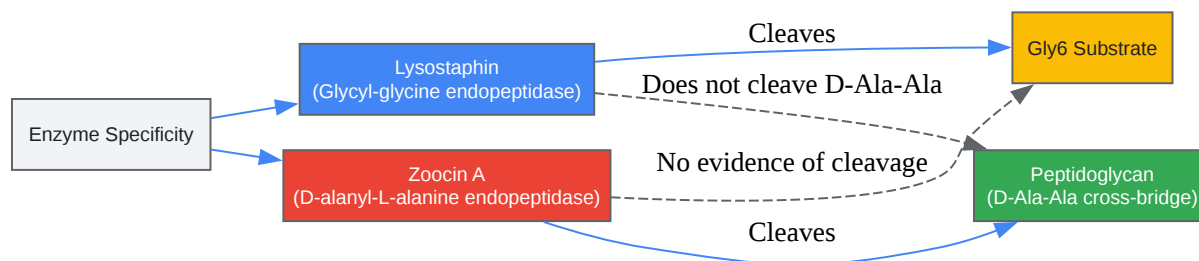 Cleaves
Gly6 Substrate
Lysostaphin
(Glycyl-glycine endopeptidase)
Does not cleave D-Ala-Ala
Enzyme Specificity
No evidence of cleavage
Zoocin A
(D-alanyl-L-alanine endopeptidase)
Peptidoglycan
(D-Ala-Ala cross-bridge)
Cleaves